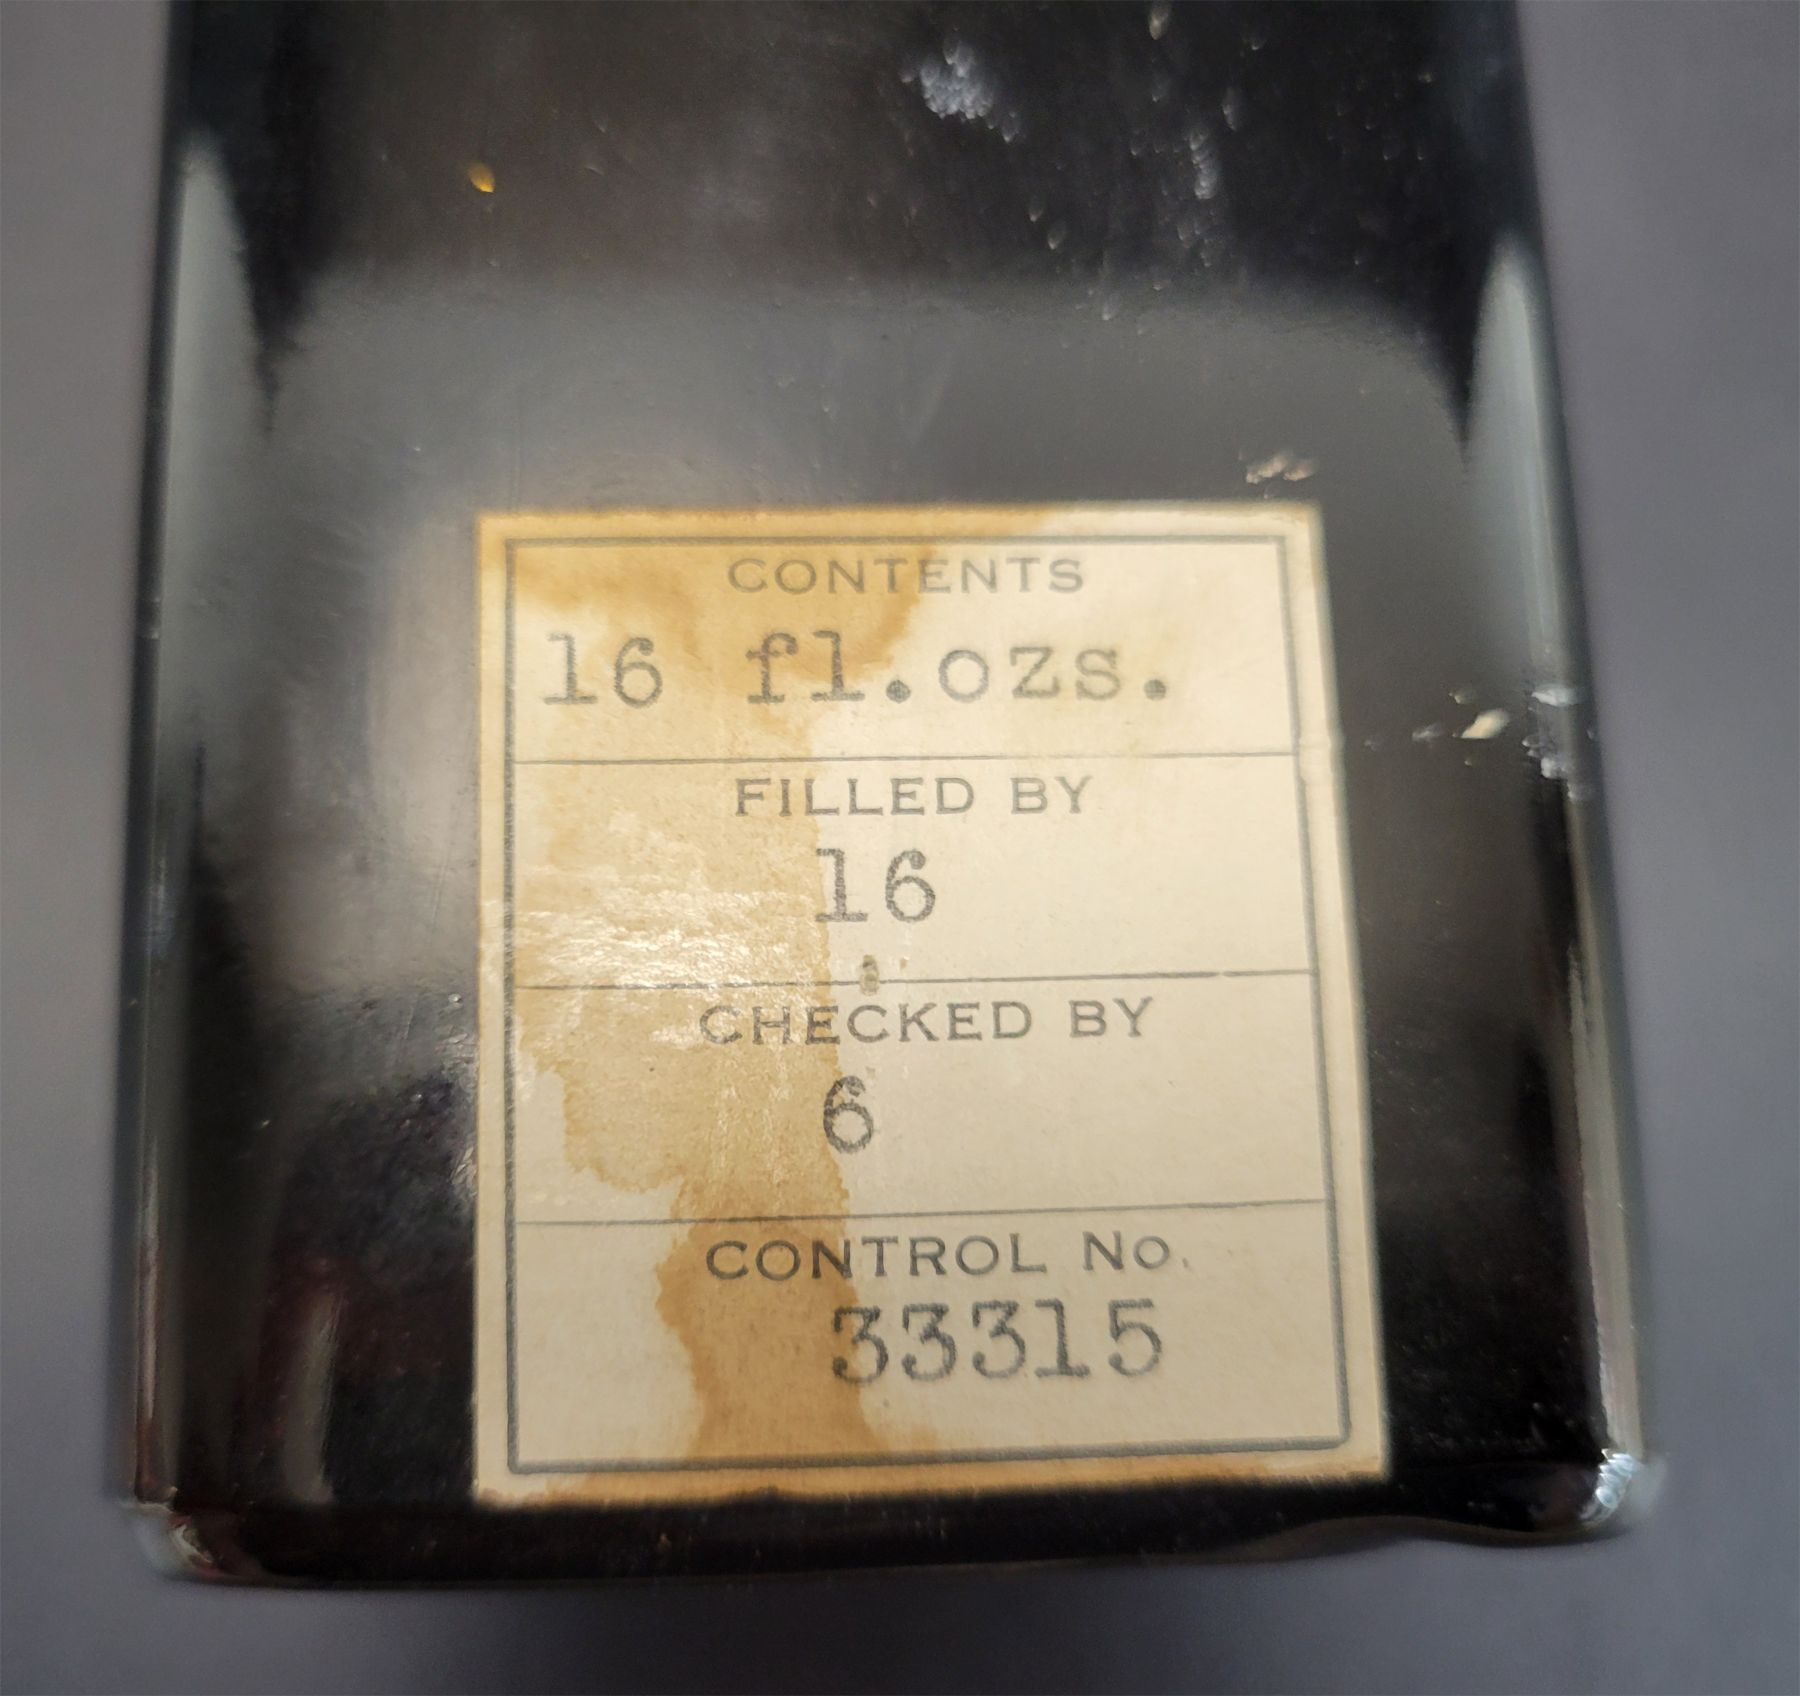 CONTENTS
16 fl.ozs.
FILLED BY
16
CHECKED BY
6
CONTROL No.
33315